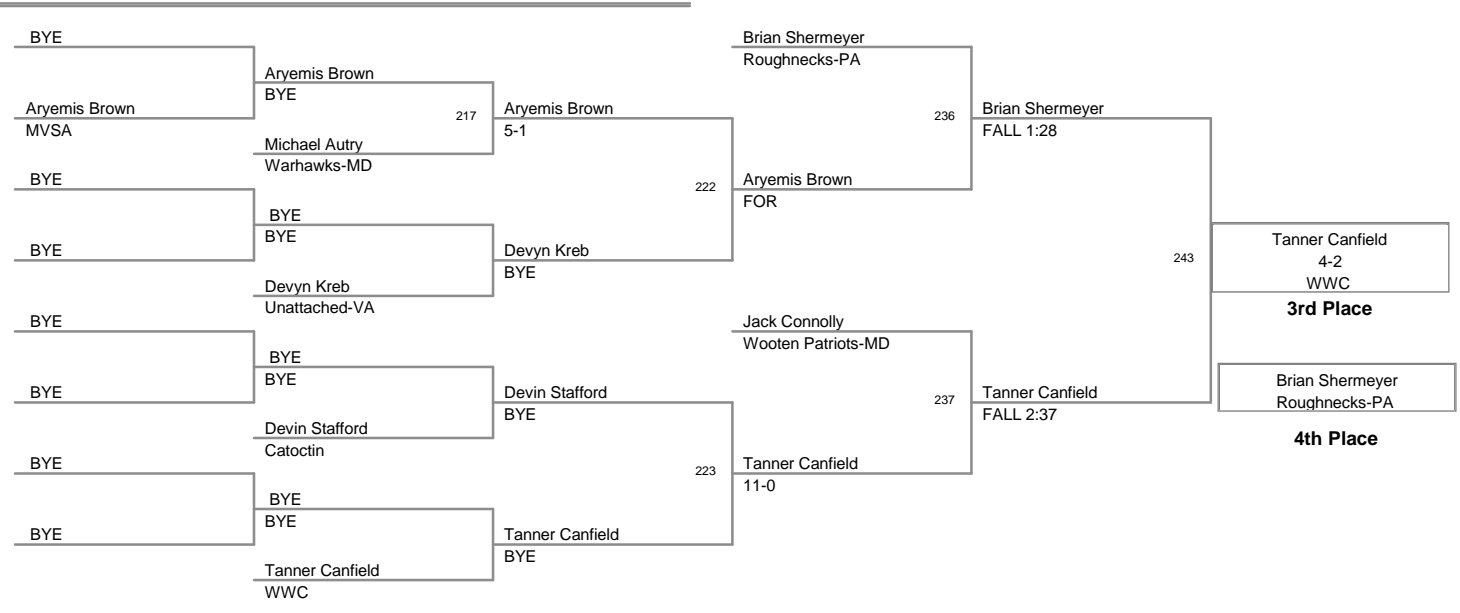 BYE
Aryemis Brown
MVSA
BYE
BYE
BYE
BYE
BYE
BYE
Aryemis Brown
BYE
217
Michael Autry
Warhawks-MD
BYE
BYE
Devyn Kreb
Unattached-VA
BYE
BYE
Devin Stafford
Catoctin
BYE
BYE
Tanner Canfield
WWC
Aryemis Brown
5-1
222
Devyn Kreb
BYE
Devin Stafford
BYE
223
Tanner Canfield
BYE
Brian Shermeyer
Roughnecks-PA
236
Aryemis Brown
FOR
Jack Connolly
Wooten Patriots-MD
237
Tanner Canfield
11-0
Brian Shermeyer
FALL 1:28
243
Tanner Canfield
FALL 2:37
Tanner Canfield
4-2
WWC
3rd Place
Brian Shermeyer
Roughnecks-PA
4th Place